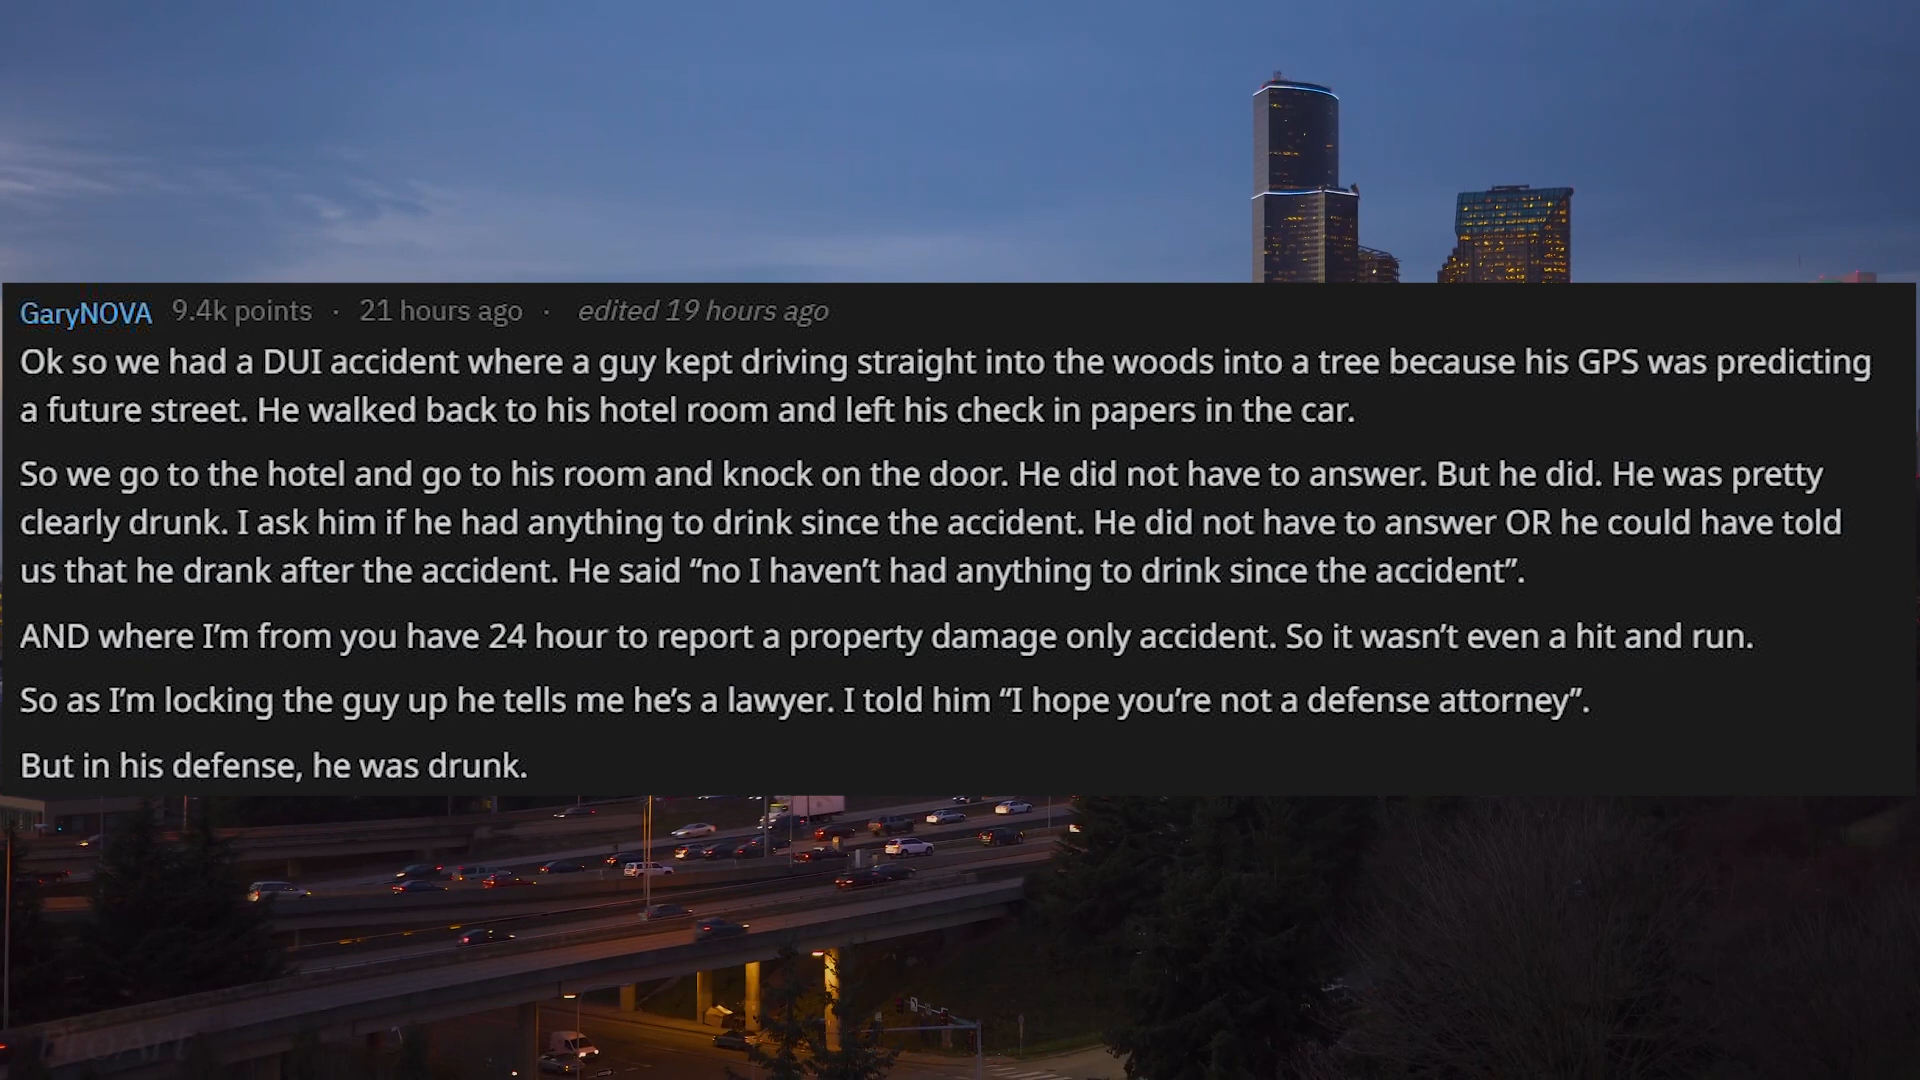 GaryNOVA 9.4k points · 21 hours ago · edited 19 hours ago
Ok so we had a DUI accident where a guy kept driving straight into the woods into a tree because his GPS was predicting
a future street. He walked back to his hotel room and left his check in papers in the car.
So we go to the hotel and go to his room and knock on the door. He did not have to answer. But he did. He was pretty
clearly drunk. I ask him if he had anything to drink since the accident. He did not have to answer OR he could have told
us that he drank after the accident. He said “no I haven’t had anything to drink since the accident”.
AND where I’m from you have 24 hour to report a property damage only accident. So it wasn’t even a hit and run.
So as I’m locking the guy up he tells me he’s a lawyer. I told him “I hope you’re not a defense attorney”.
But in his defense, he was drunk.
ProArt